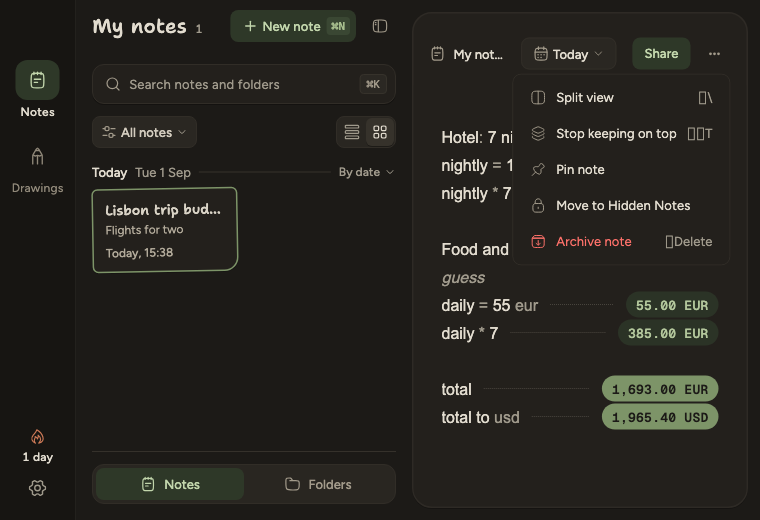 My notes 1
+ New note ⌘N
Search notes and folders ⌘K
Notes
Drawings
All notes
Today Tue 1 Sep
By date
Lisbon trip bud...
Flights for two
Today, 15:38
1 day
Notes
Folders
My not...
Today
Share
Split view \
Stop keeping on top T
Pin note
Move to Hidden Notes
Archive note Delete
Hotel: 7 ni
nightly = 1
nightly * 7
Food and
guess
daily = 55 eur 55.00 EUR
daily * 7 385.00 EUR
total 1,693.00 EUR
total to usd 1,965.40 USD